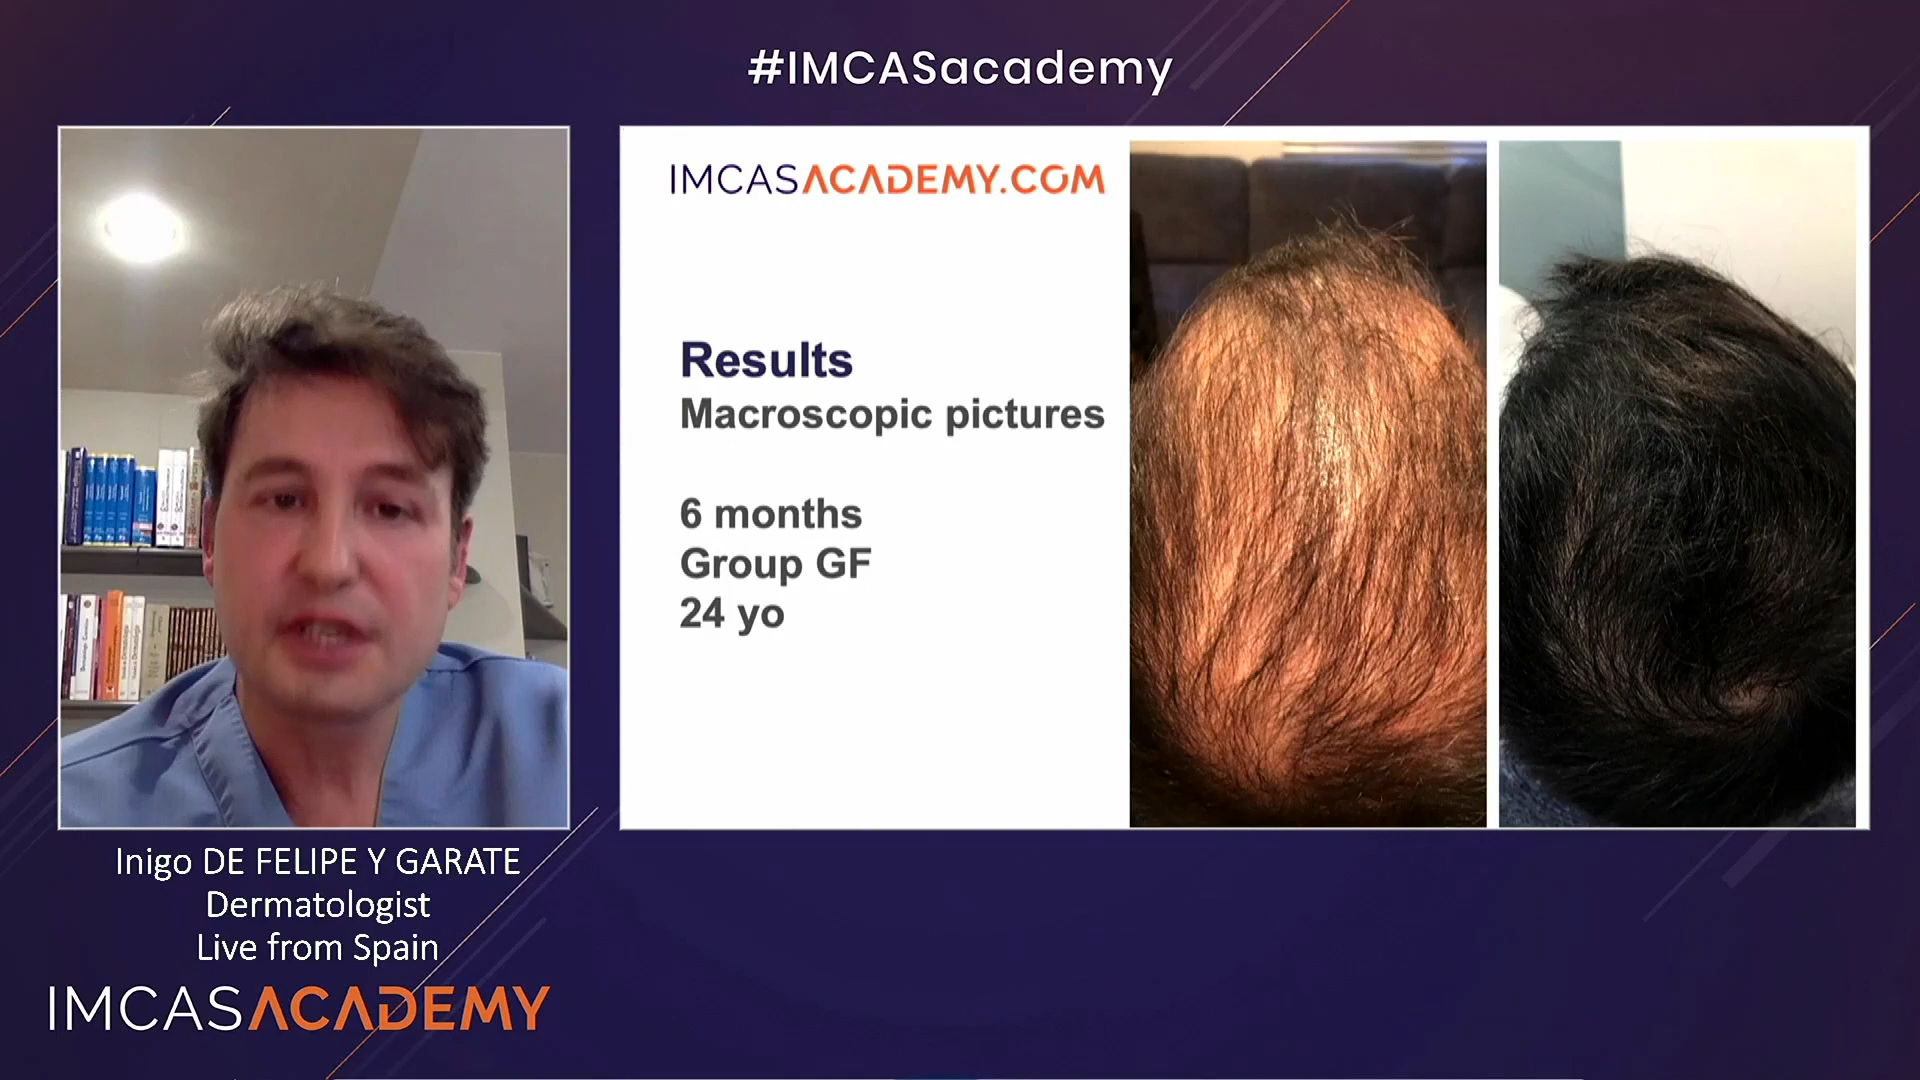 #IMCASacademy
IMCASACADEMY.COM
Results
Macroscopic pictures
6 months
Group GF
24 yo
Inigo DE FELIPE Y GARATE
Dermatologist
Live from Spain
IMCASACADEMY